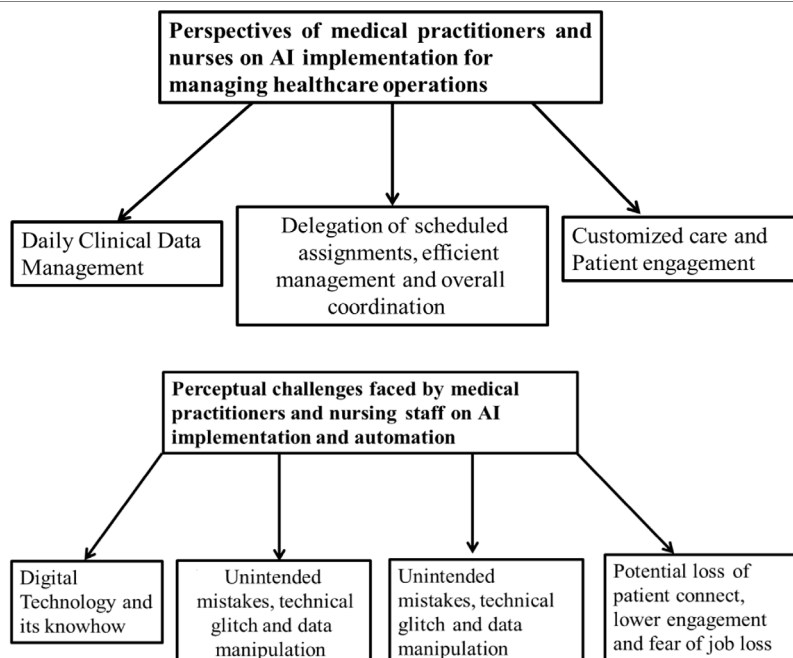 Perspectives of medical practitioners and
nurses on AI implementation for
managing healthcare operations
Daily Clinical Data
Management
Delegation of scheduled
assignments, efficient
management and overall
coordination
Customized care and
Patient engagement
Perceptual challenges faced by medical
practitioners and nursing staff on AI
implementation and automation
Digital
Technology and
its knowhow
Unintended
mistakes, technical
glitch and data
manipulation
Unintended
mistakes, technical
glitch and data
manipulation
Potential loss of
patient connect,
lower engagement
and fear of job loss